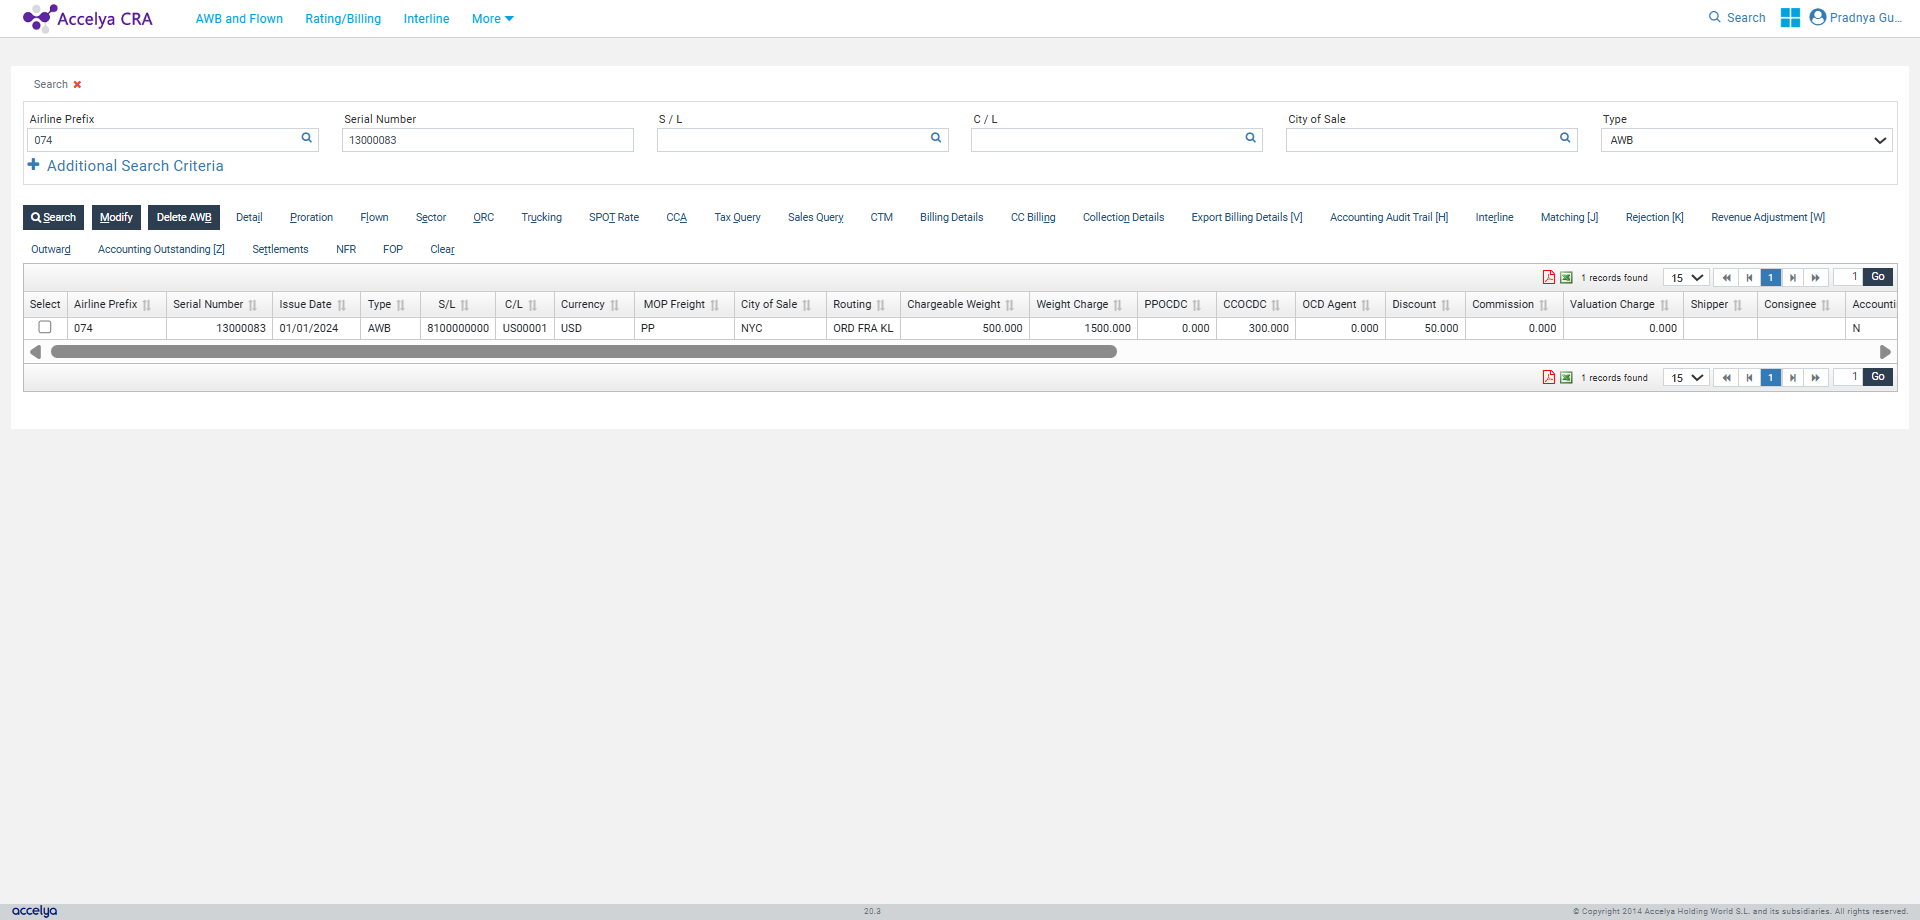 Accelya CRA AWB and Flown Rating/Billing Interline More Search Pradnya Gu...
Search
Airline Prefix Serial Number S / L C / L City of Sale Type
074 13000083 AWB
Additional Search Criteria
Search Modify Delete AWB Detail Proration Flown Sector ORC Trucking SPOT Rate CCA Tax Query Sales Query CTM Billing Details CC Billing Collection Details Export Billing Details [V] Accounting Audit Trail [H] Interline Matching [J] Rejection [K] Revenue Adjustment [W]
Outward Accounting Outstanding [Z] Settlements NFR FOP Clear
1 records found 15 1 1 Go
Select Airline Prefix Serial Number Issue Date Type S/L C/L Currency MOP Freight City of Sale Routing Chargeable Weight Weight Charge PPOCDC CCOCDC OCD Agent Discount Commission Valuation Charge Shipper Consignee Accounti
074 13000083 01/01/2024 AWB 8100000000 US00001 USD PP NYC ORD FRA KL 500.000 1500.000 0.000 300.000 0.000 50.000 0.000 0.000 N
1 records found 15 1 1 Go
accelya 20.3 © Copyright 2014 Accelya Holding World S.L. and its subsidiaries. All rights reserved.